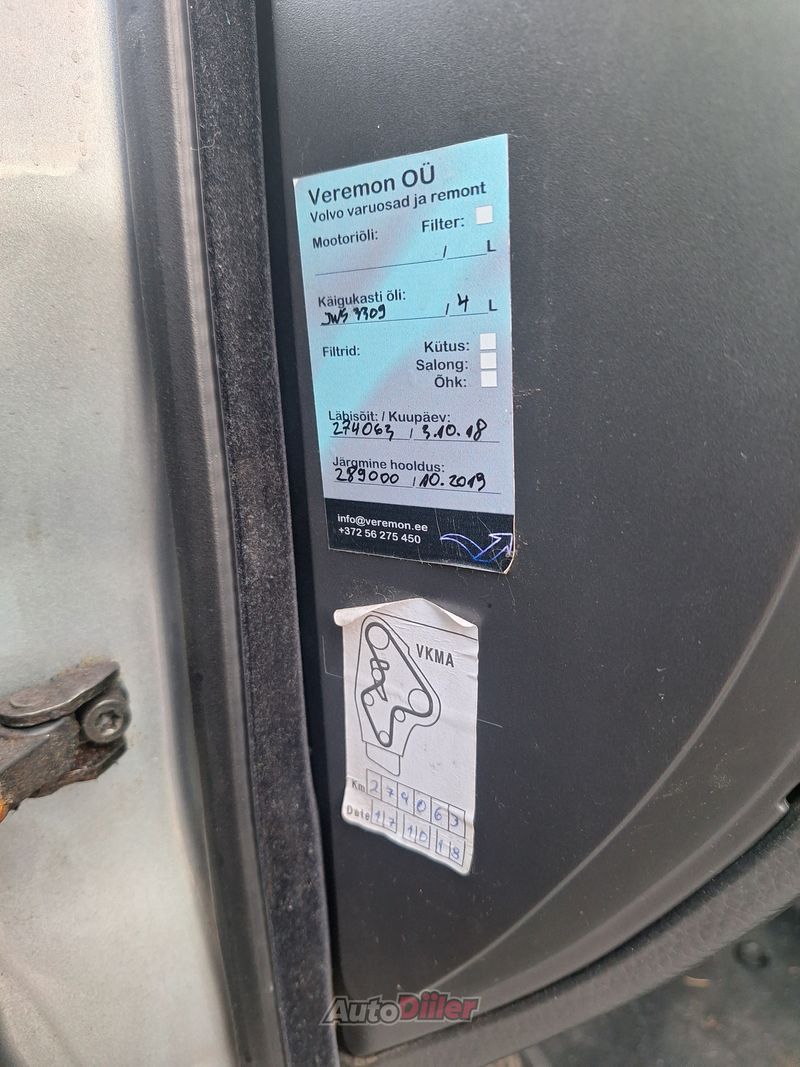 Veremon OÜ
Volvo varuosad ja remont
Mootoriõli: Filter:
/ L
Käigukasti õli:
JWS 3309 / 4 L
Filtrid: Kütus:
Salong:
Õhk:
Läbisõit: / Kuupäev:
274063 / 3.10.18
Järgmine hooldus:
289000 / 10.2019
info@veremon.ee
+372 56 275 450
VKMA
Km 274063
Date 17 10 18
AutoDiiler